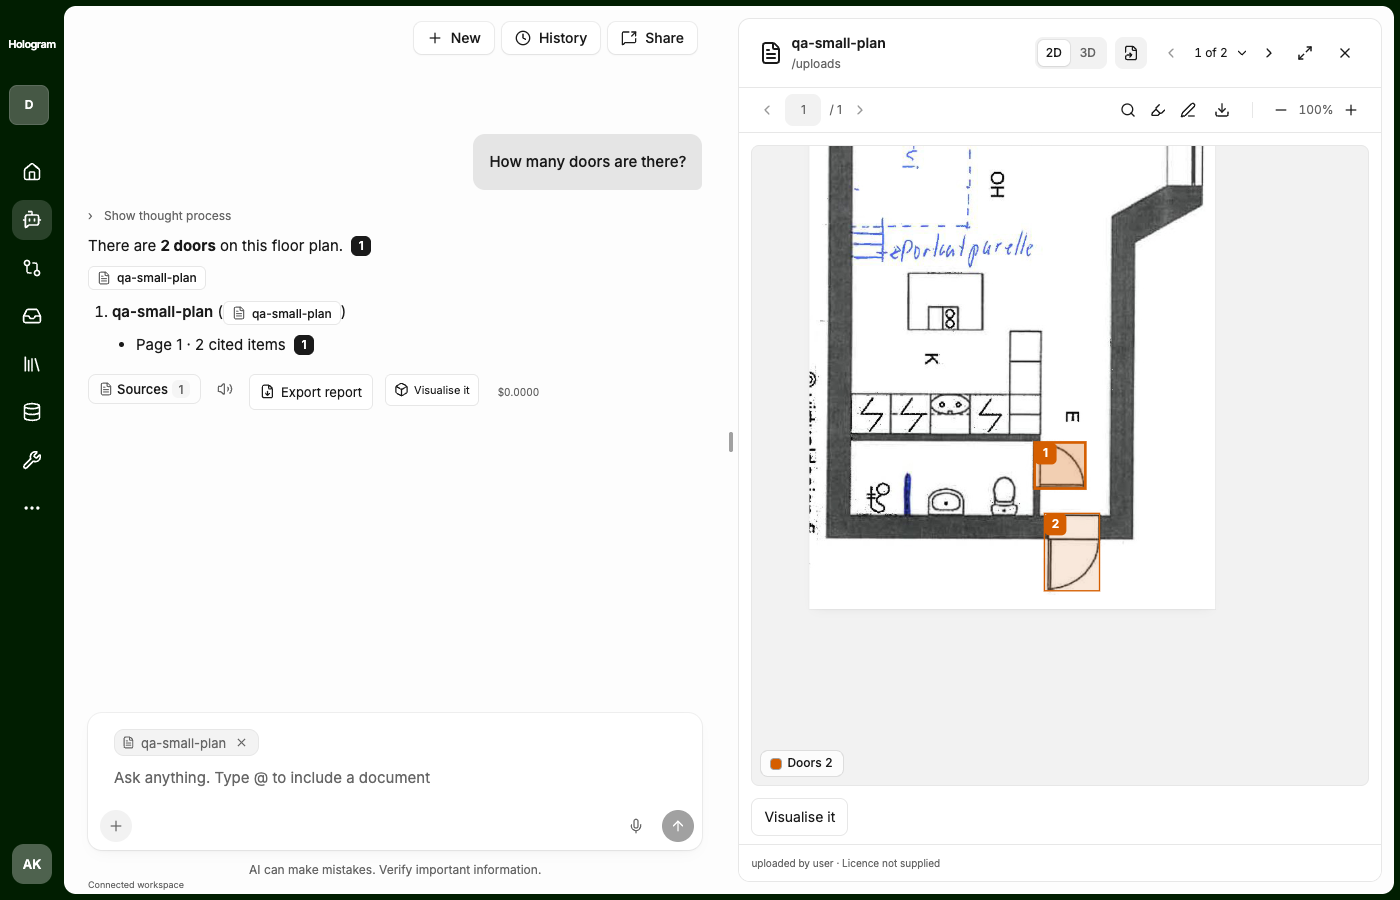 Hologram
D
AK
New
History
Share
How many doors are there?
Show thought process
There are 2 doors on this floor plan. 1
qa-small-plan
1. qa-small-plan ( qa-small-plan )
• Page 1 · 2 cited items 1
Sources 1
Export report
Visualise it
$0.0000
qa-small-plan
Ask anything. Type @ to include a document
AI can make mistakes. Verify important information.
Connected workspace
qa-small-plan
/uploads
2D 3D
1 of 2
1 / 1
100%
OH
K
E
1
2
Doors 2
Visualise it
uploaded by user · Licence not supplied